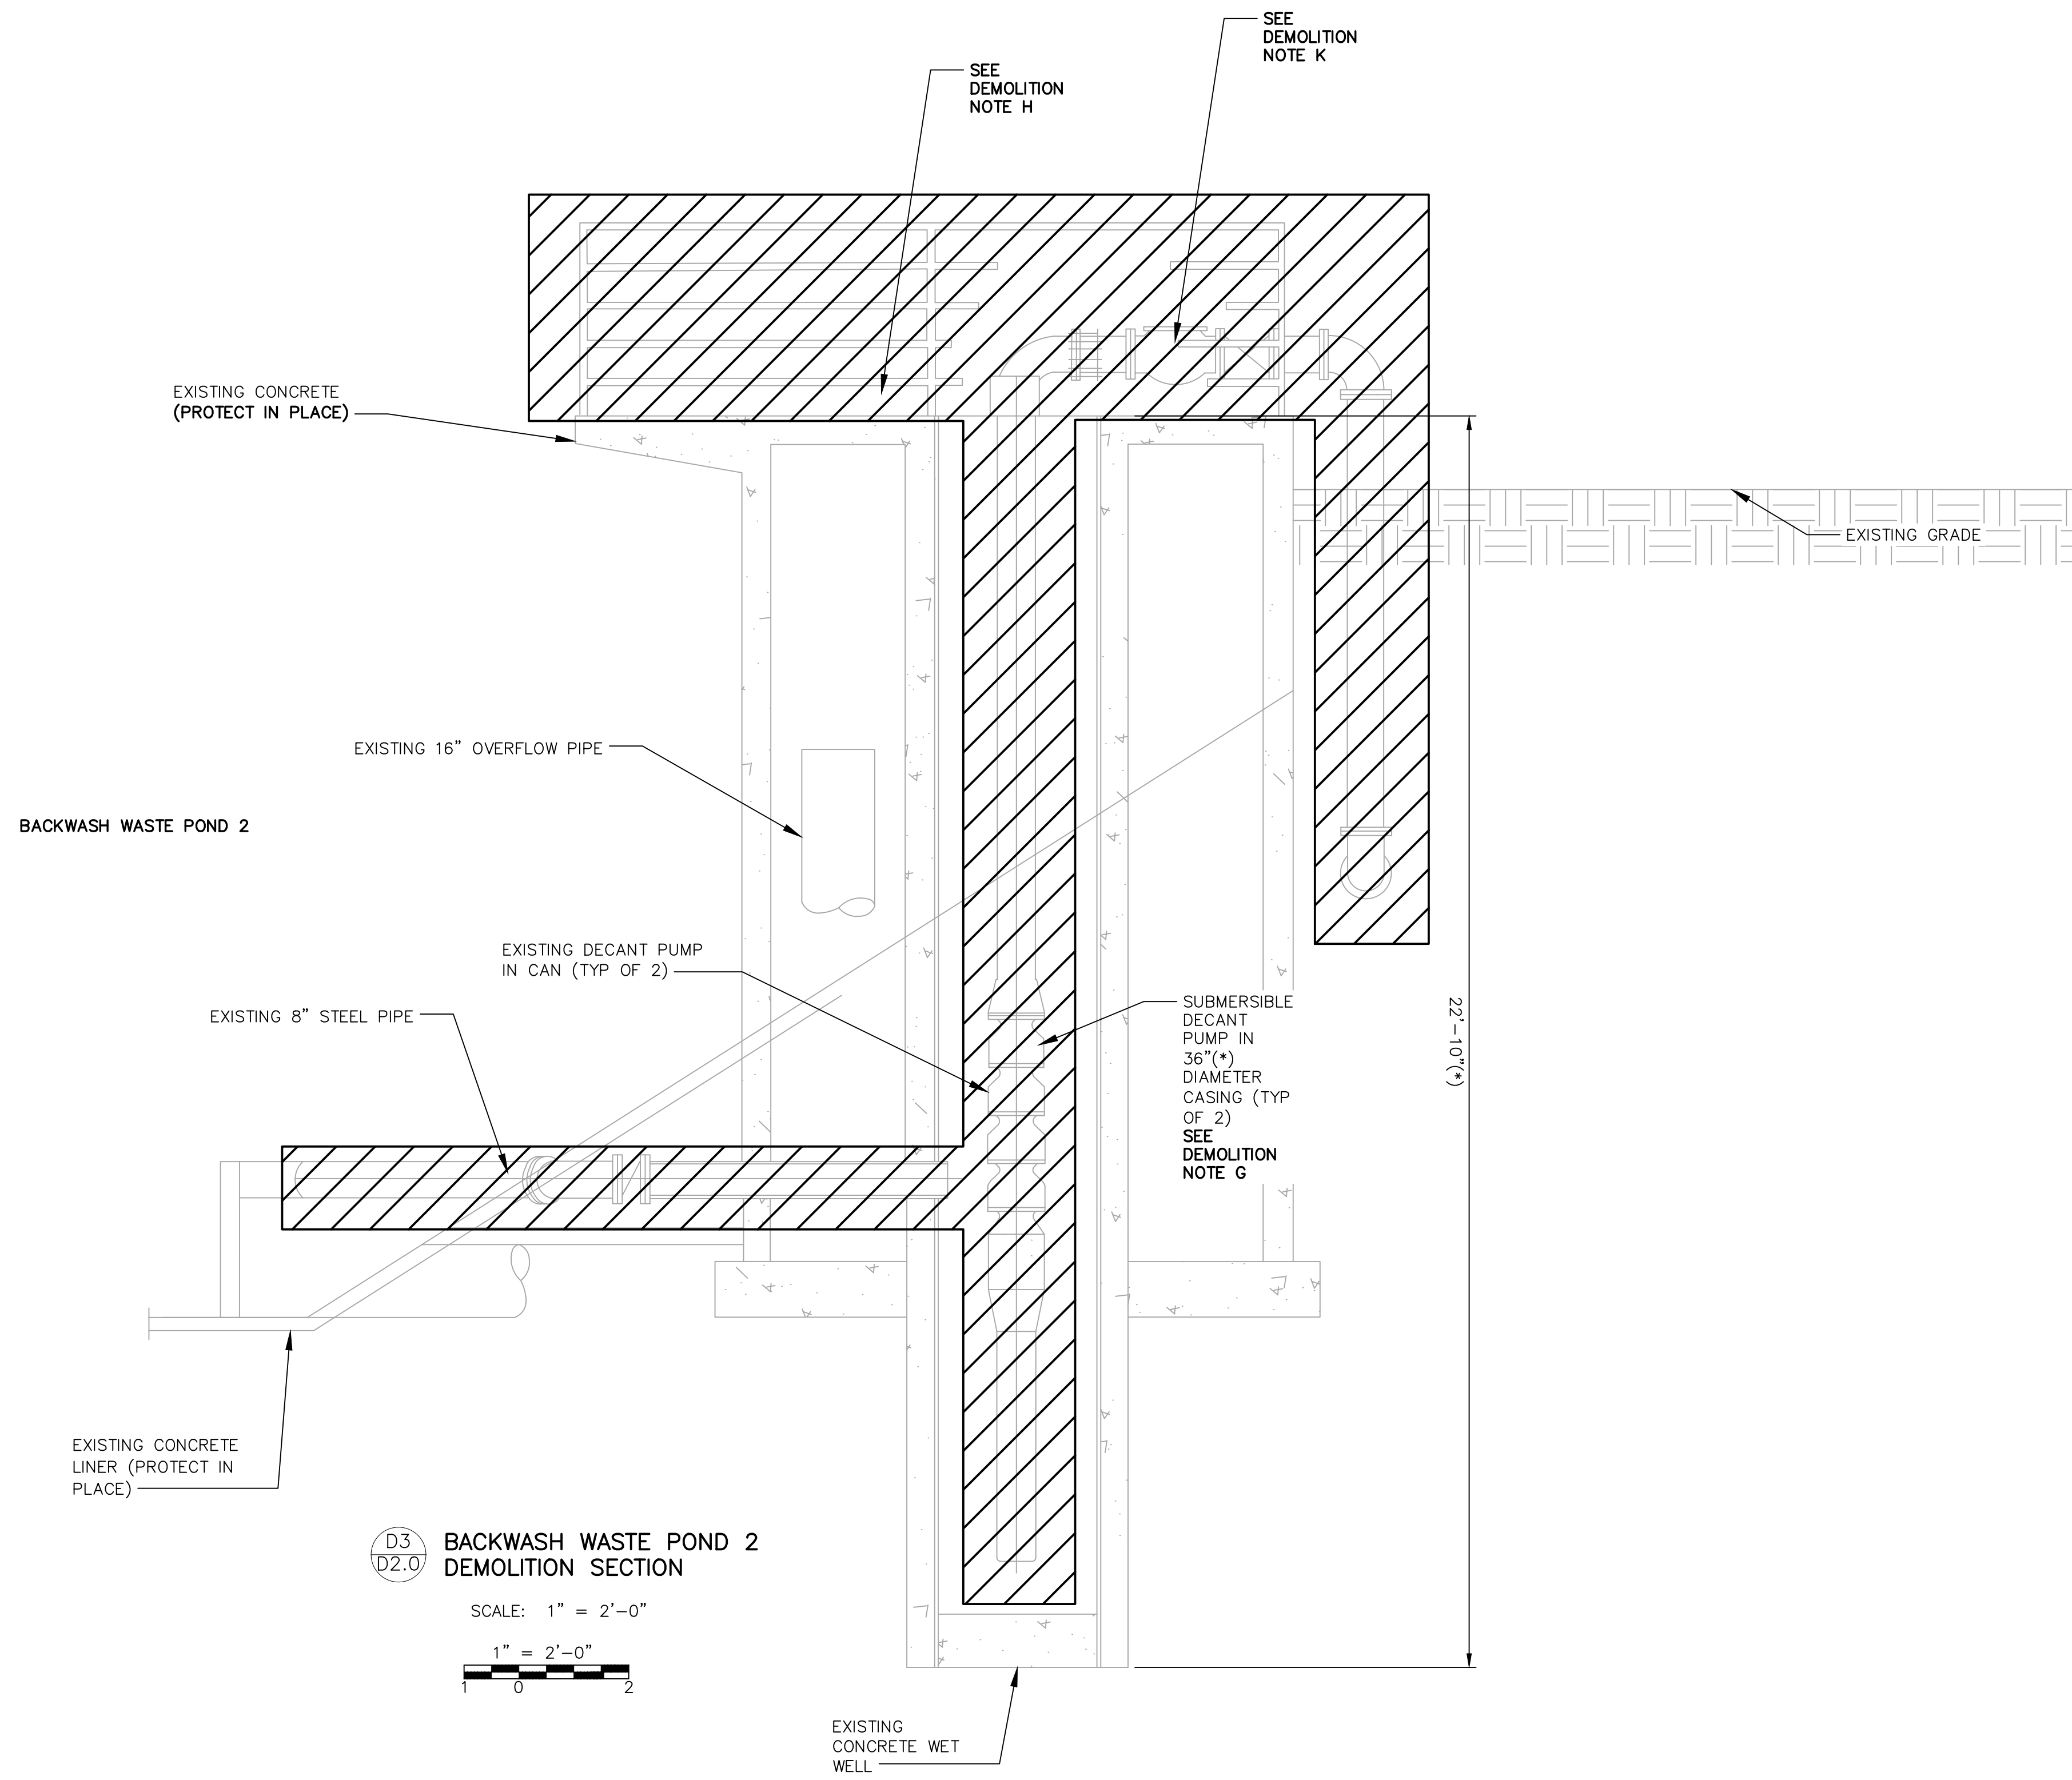 SEE
DEMOLITION
NOTE K
SEE
DEMOLITION
NOTE H
EXISTING CONCRETE
(PROTECT IN PLACE)
EXISTING GRADE
EXISTING 16” OVERFLOW PIPE
BACKWASH WASTE POND 2
EXISTING DECANT PUMP
IN CAN (TYP OF 2)
EXISTING 8” STEEL PIPE
SUBMERSIBLE
DECANT
PUMP IN
36”(*)
DIAMETER
CASING (TYP
OF 2)
SEE
DEMOLITION
NOTE G
22’-10”(*)
EXISTING CONCRETE
LINER (PROTECT IN
PLACE)
D3
D2.0
BACKWASH WASTE POND 2
DEMOLITION SECTION
SCALE: 1” = 2’-0”
1” = 2’-0”
1 0 2
EXISTING
CONCRETE WET
WELL